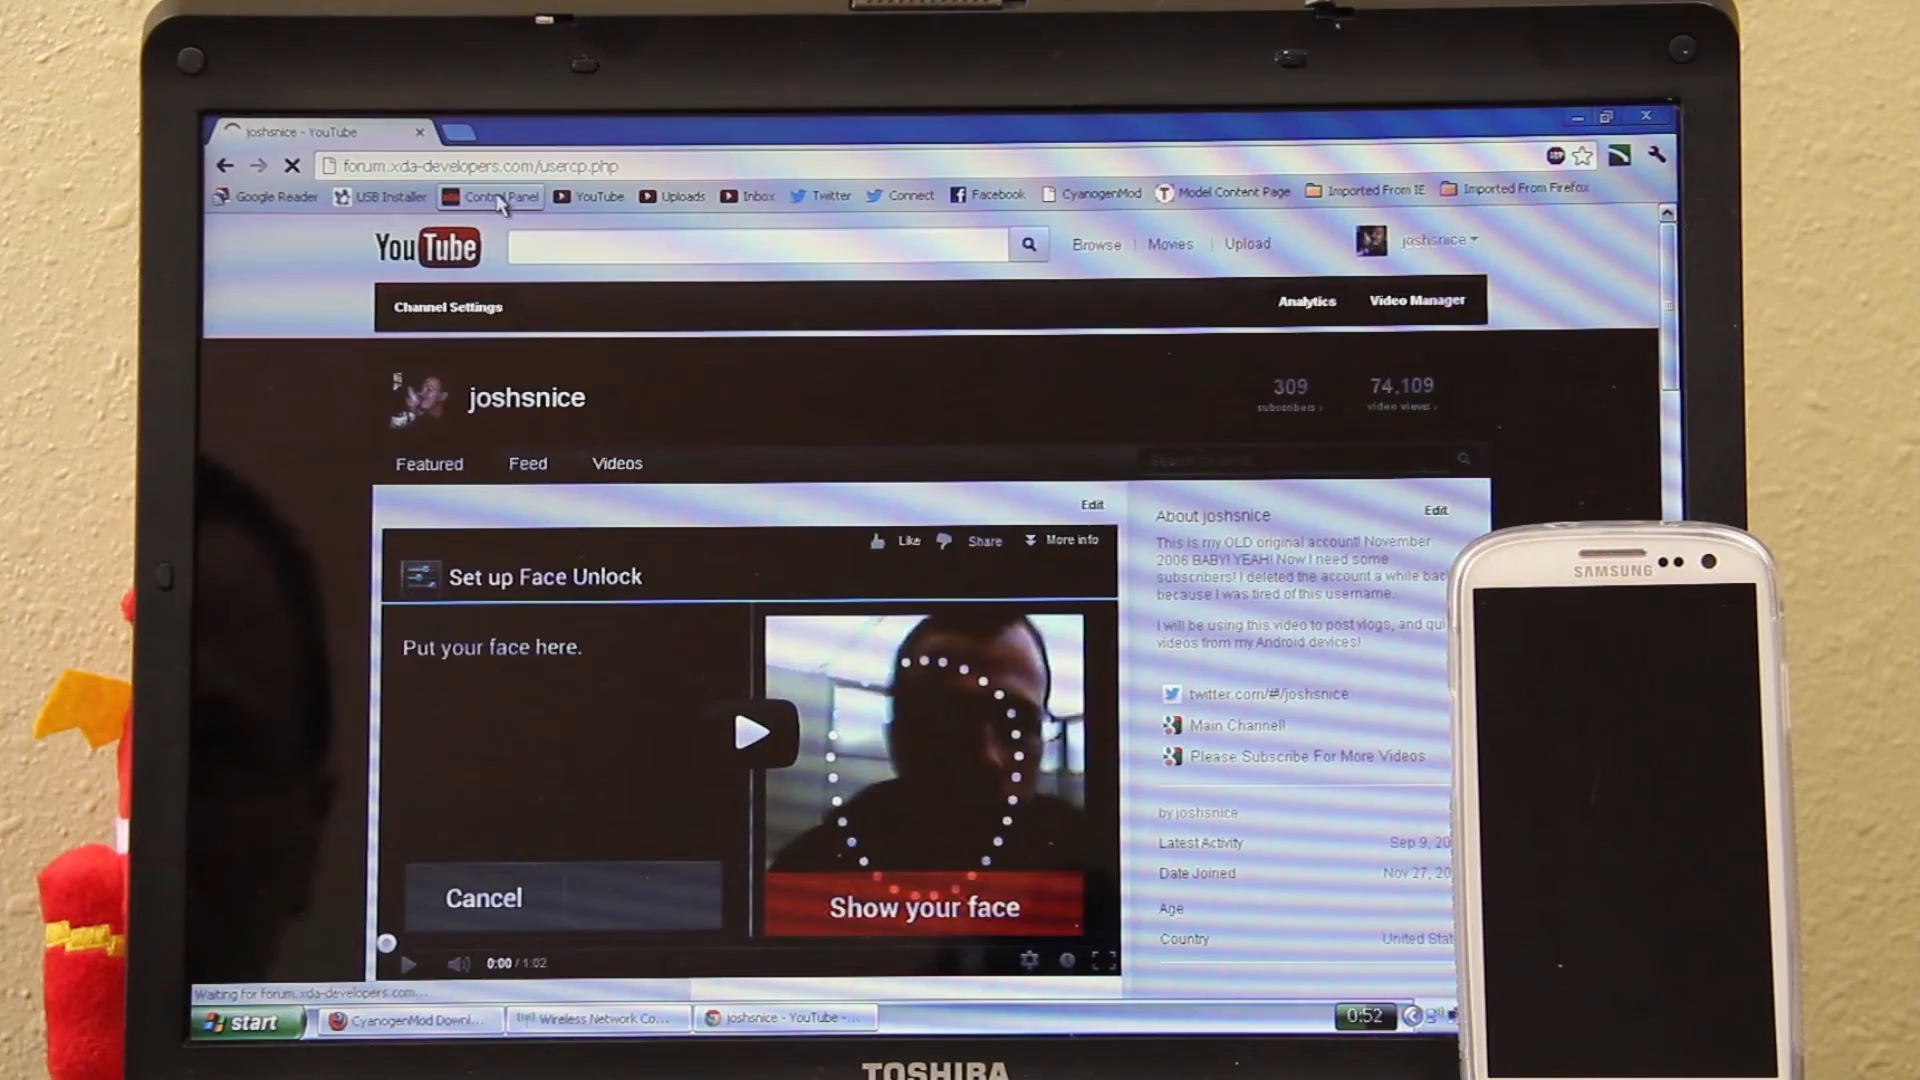 joshsnice - YouTube
forum.xda-developers.com/usercp.php
Google Reader USB Installer Control Panel YouTube Uploads Inbox Twitter Connect Facebook CyanogenMod Model Content Page Imported From IE Imported From Firefox
YouTube Browse Movies Upload joshsnice
Channel Settings Analytics Video Manager
joshsnice
309 74,109
subscribers video views
Featured Feed Videos
Edit
Like Share More info
Set up Face Unlock
Put your face here.
Cancel
Show your face
0:00 / 1:02
About joshsnice Edit
This is my OLD original account! November
2006 BABY! YEAH! Now I need some
subscribers! I deleted the account a while bac
because I was tired of this username.
I will be using this video to post vlogs, and qui
videos from my Android devices!
twitter.com/#/joshsnice
Main Channel!
Please Subscribe For More Videos
by joshsnice
Latest Activity Sep 9, 20
Date Joined Nov 27, 20
Age
Country United Stat
SAMSUNG
Waiting for forum.xda-developers.com...
start CyanogenMod Downl... Wireless Network Co... joshsnice - YouTube -... 0:52
TOSHIBA